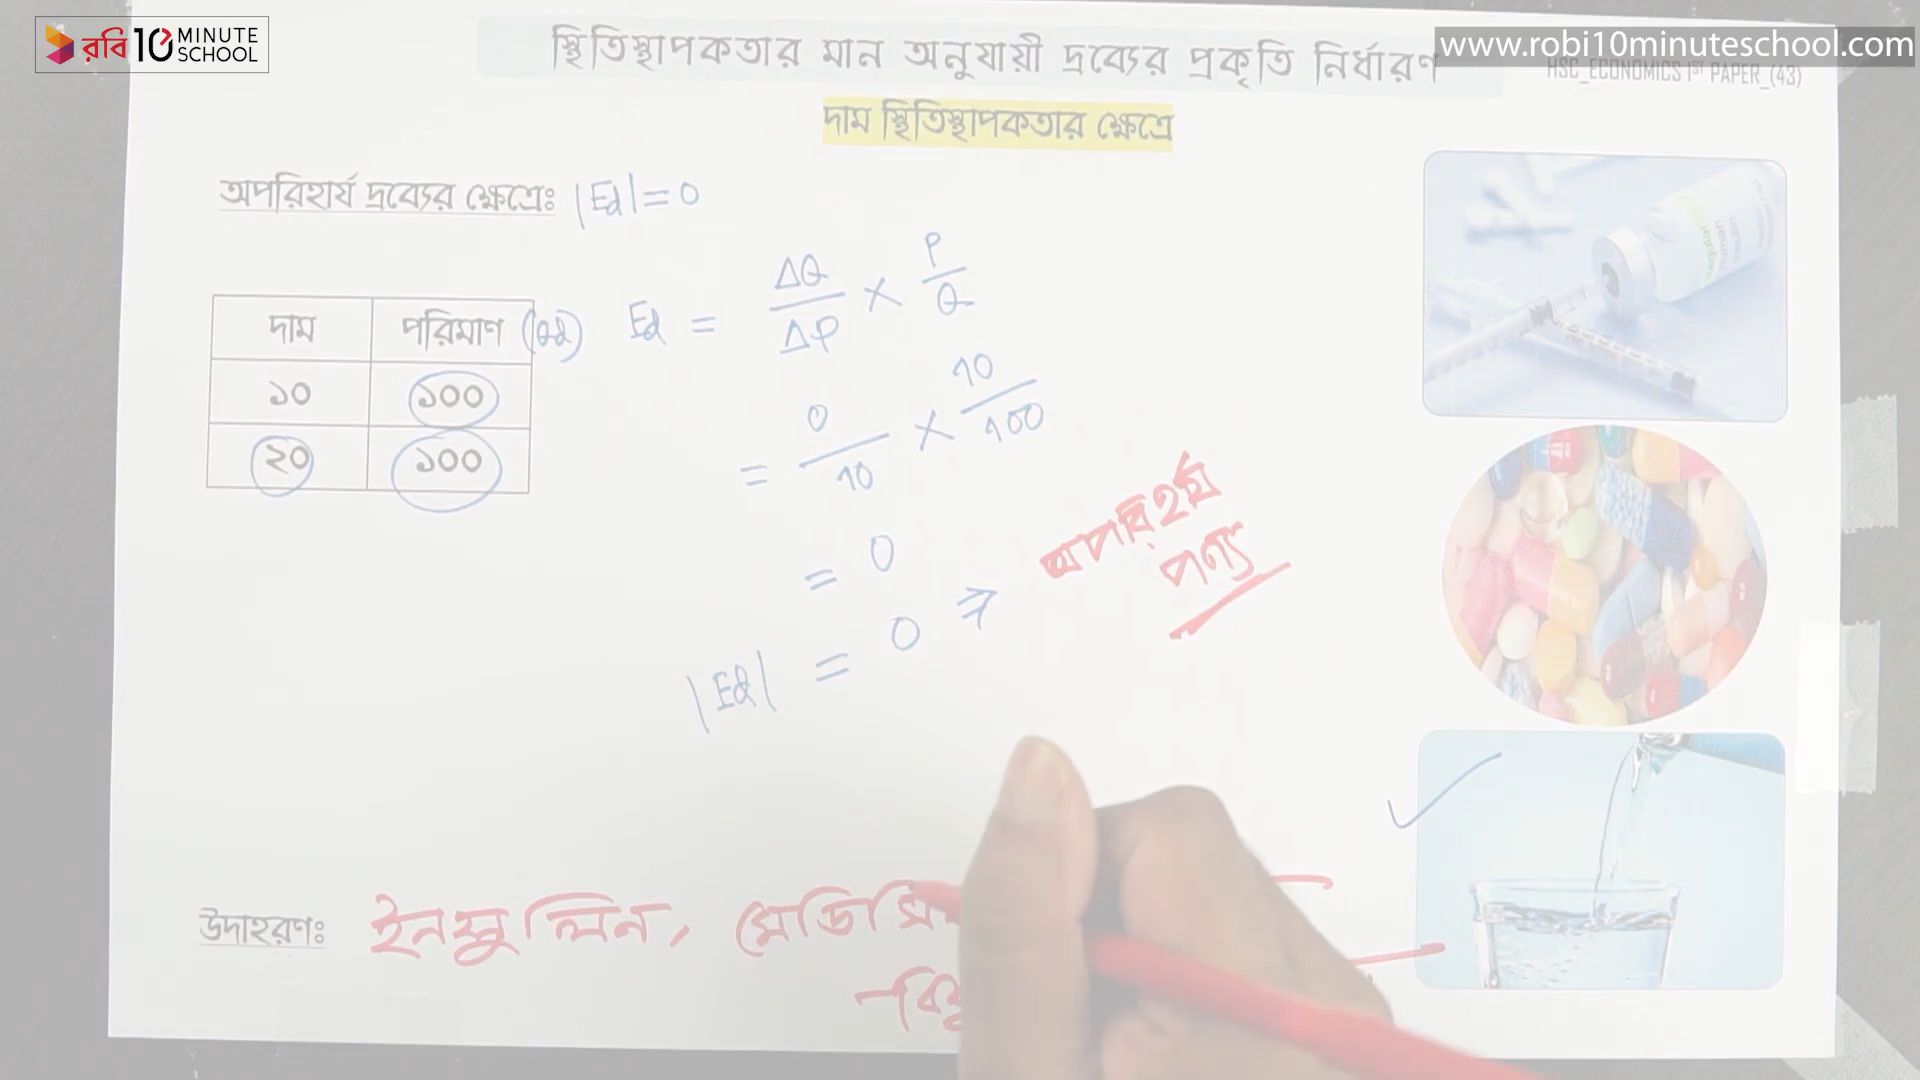 রবি 10 MINUTE SCHOOL
www.robi10minuteschool.com
স্থিতিস্থাপকতার মান অনুযায়ী দ্রব্যের প্রকৃতি নির্ধারণ
HSC_ECONOMICS 1ST PAPER_(43)
দাম স্থিতিস্থাপকতার ক্ষেত্রে
অপরিহার্য দ্রব্যের ক্ষেত্রেঃ |Ed| = 0
দাম পরিমাণ (Qd)
১০ ১০০
২০ ১০০
Ed = ΔQ/ΔP × P/Q
= 0/10 × 10/100
= 0
|Ed| = 0 ⇒
অপরিহার্য
পণ্য
উদাহরণঃ ইনসুলিন, মেডিসিন